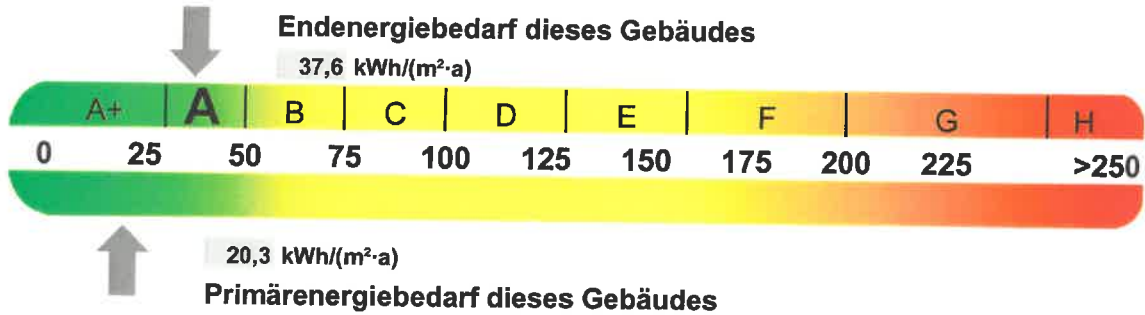 Endenergiebedarf dieses Gebäudes
37,6 kWh/(m²·a)
A+ A B C D E F G H
0 25 50 75 100 125 150 175 200 225 >250
20,3 kWh/(m²·a)
Primärenergiebedarf dieses Gebäudes